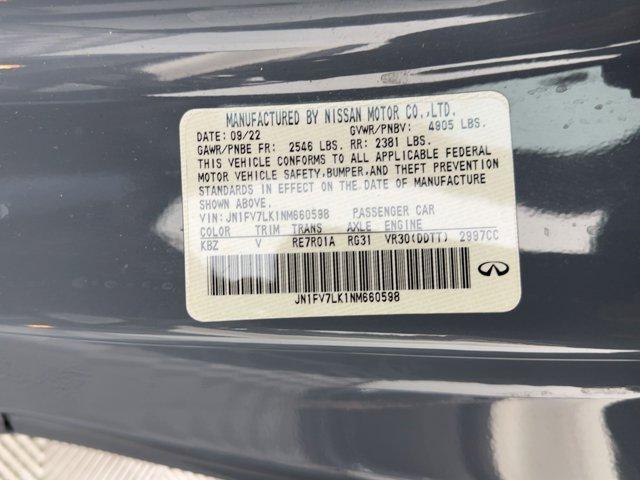 MANUFACTURED BY NISSAN MOTOR CO.,LTD.
DATE: 09/22 GVWR/PNBV: 4905 LBS.
GAWR/PNBE FR: 2546 LBS. RR: 2381 LBS.
THIS VEHICLE CONFORMS TO ALL APPLICABLE FEDERAL
MOTOR VEHICLE SAFETY,BUMPER,AND THEFT PREVENTION
STANDARDS IN EFFECT ON THE DATE OF MANUFACTURE
SHOWN ABOVE.
VIN: JN1FV7LK1NM660598 PASSENGER CAR
COLOR TRIM TRANS AXLE ENGINE
KBZ V RE7R01A RG31 VR30(DDTT) 2997CC
JN1FV7LK1NM660598